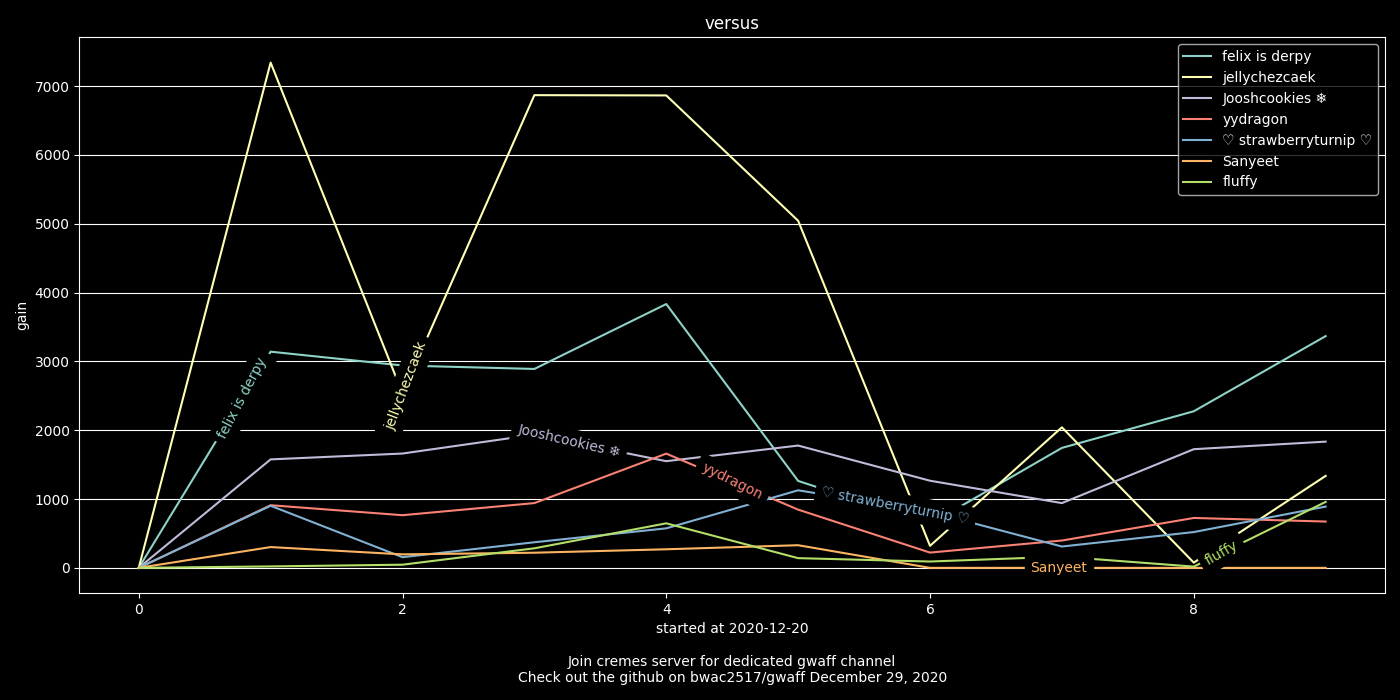 versus
felix is derpy
jellychezcaek
Jooshcookies ❄
yydragon
♡ strawberryturnip ♡
Sanyeet
fluffy
gain
7000
6000
5000
4000
3000
2000
1000
0
felix is derpy
jellychezcaek
Jooshcookies ❄
yydragon
♡ strawberryturnip ♡
Sanyeet
fluffy
0 2 4 6 8
started at 2020-12-20
Join cremes server for dedicated gwaff channel
Check out the github on bwac2517/gwaff December 29, 2020